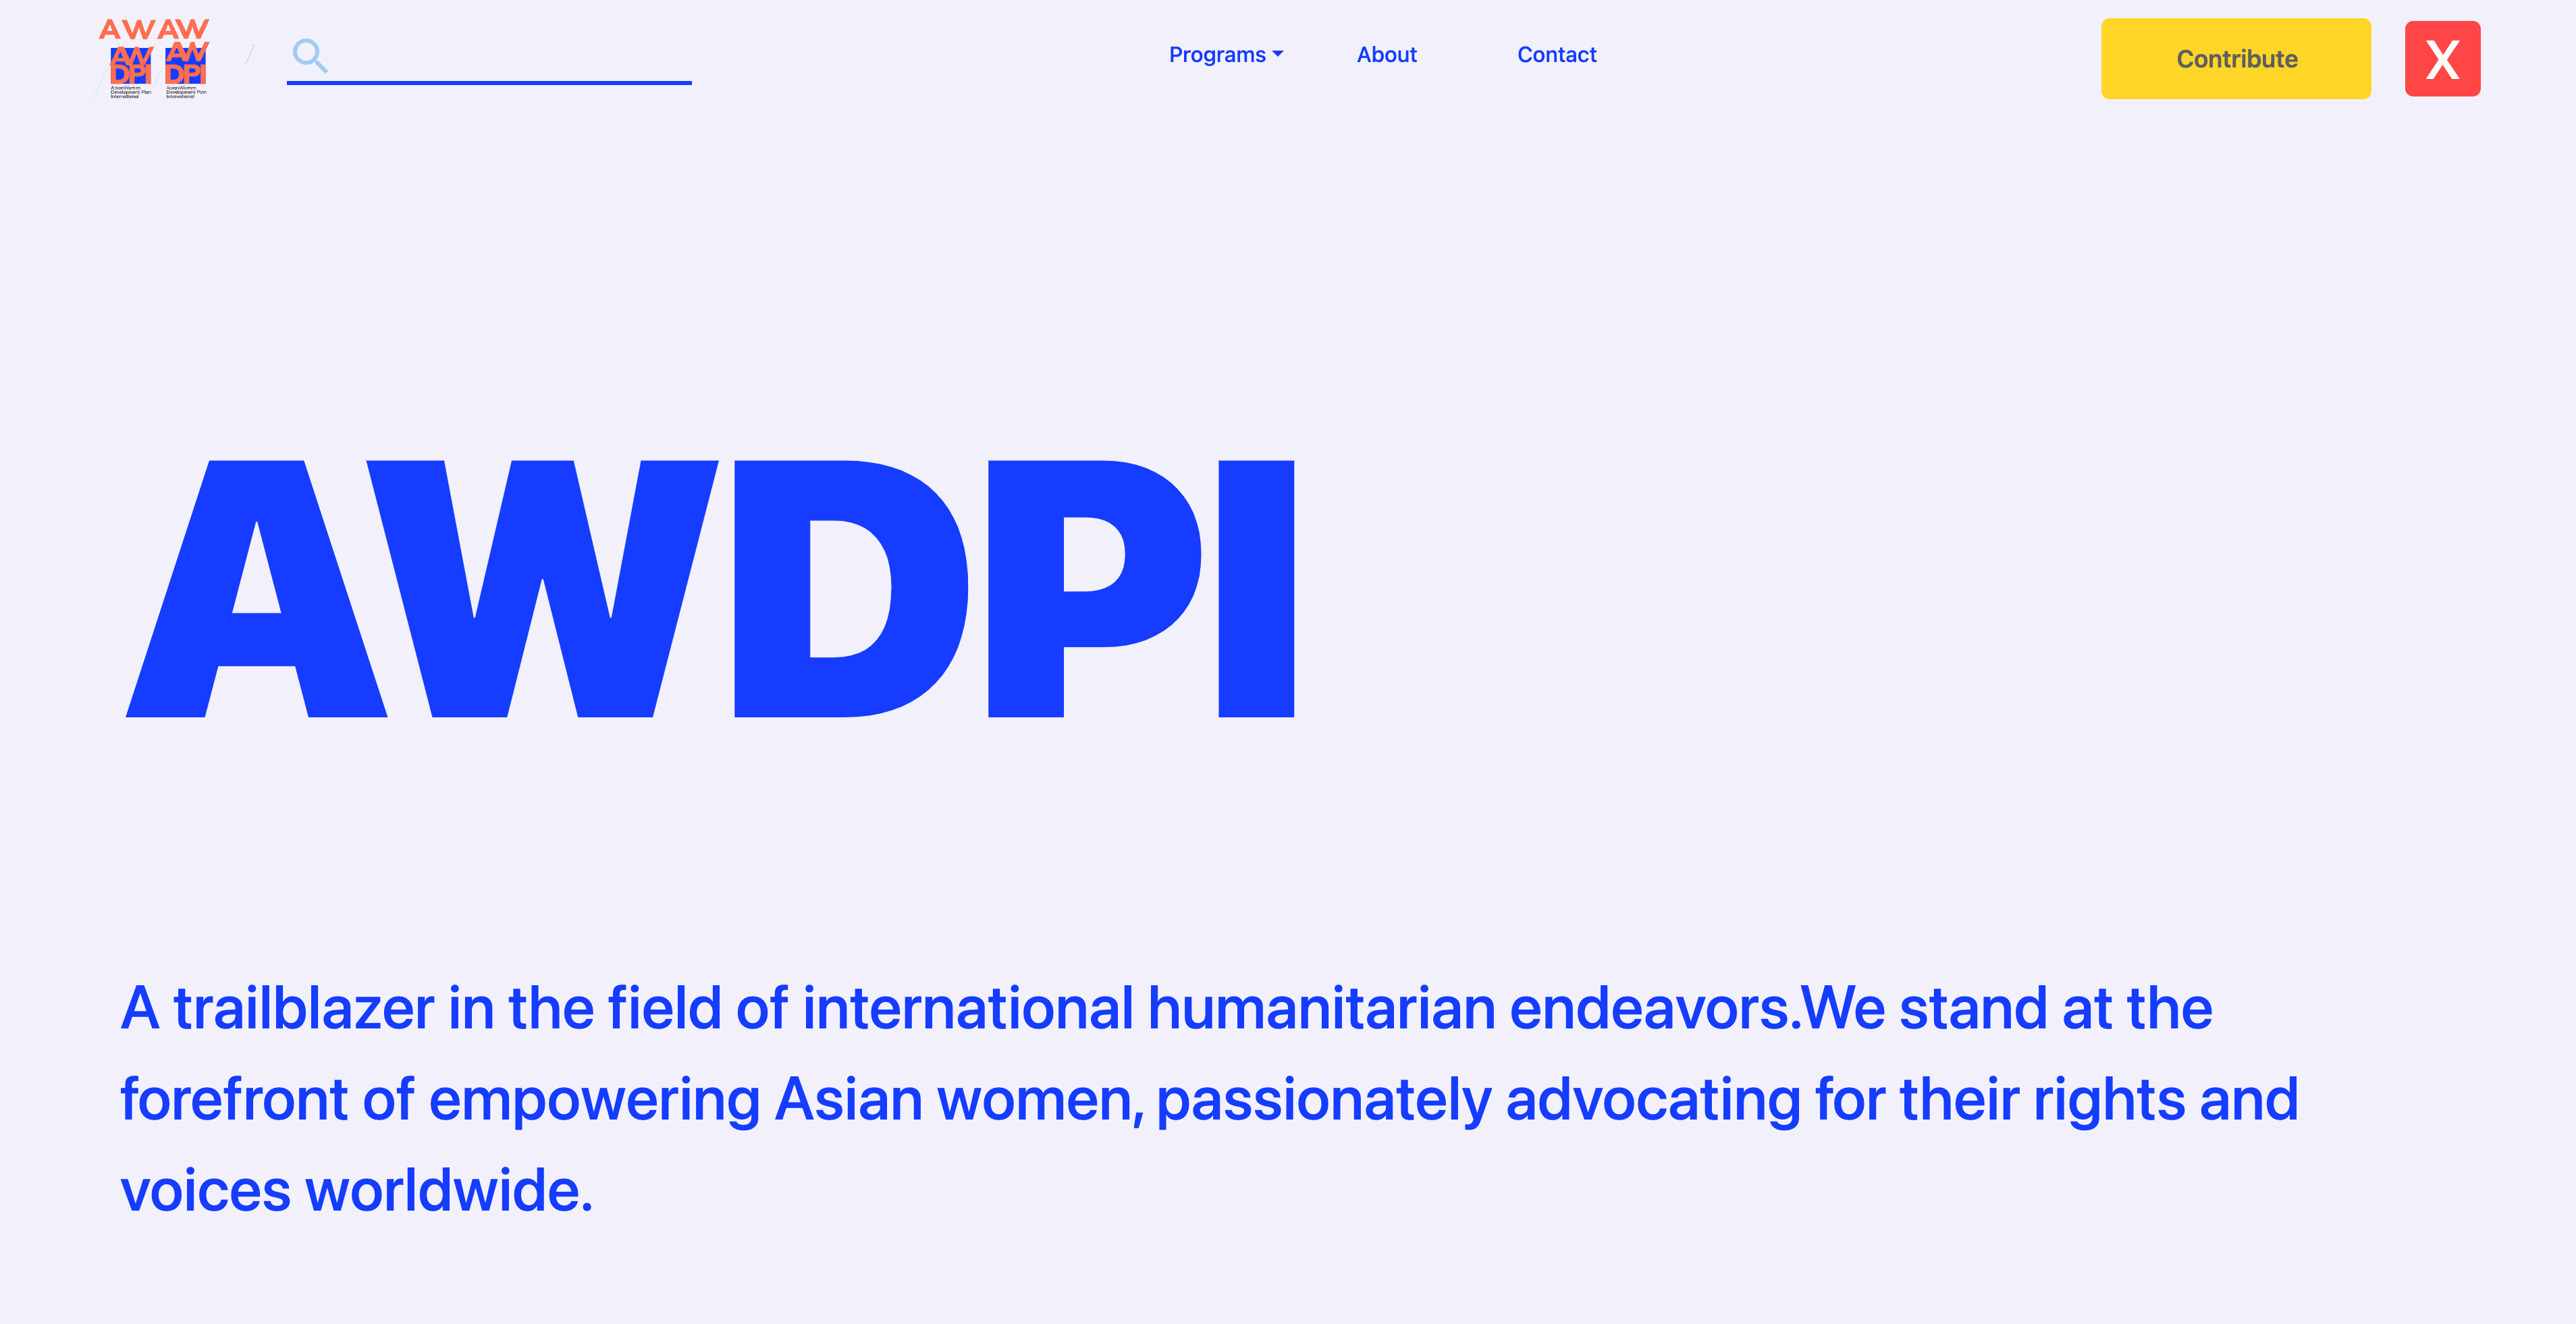 AWAW
AW AW
DPI DPI
AsianWomen AsianWomen
Development Plan Development Plan
International International
/
Programs
About
Contact
Contribute
X
AWDPI
A trailblazer in the field of international humanitarian endeavors.We stand at the
forefront of empowering Asian women, passionately advocating for their rights and
voices worldwide.